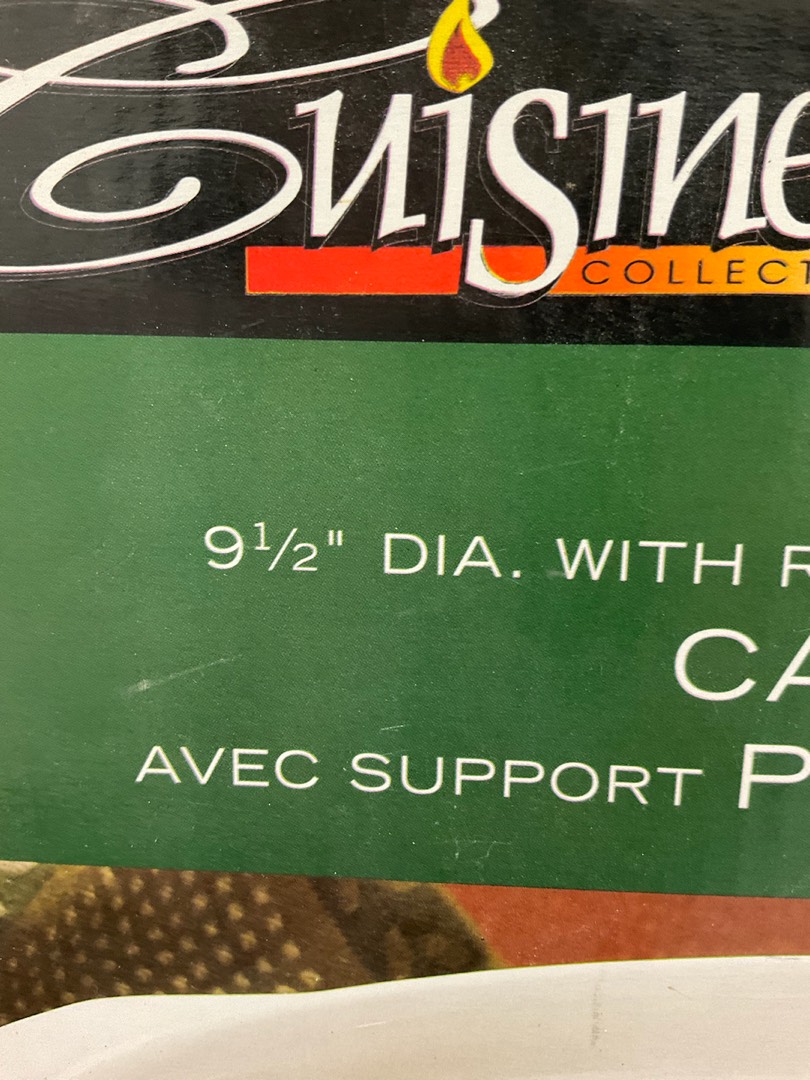 Cuisine
COLLECT
9½" DIA. WITH R
CA
AVEC SUPPORT P